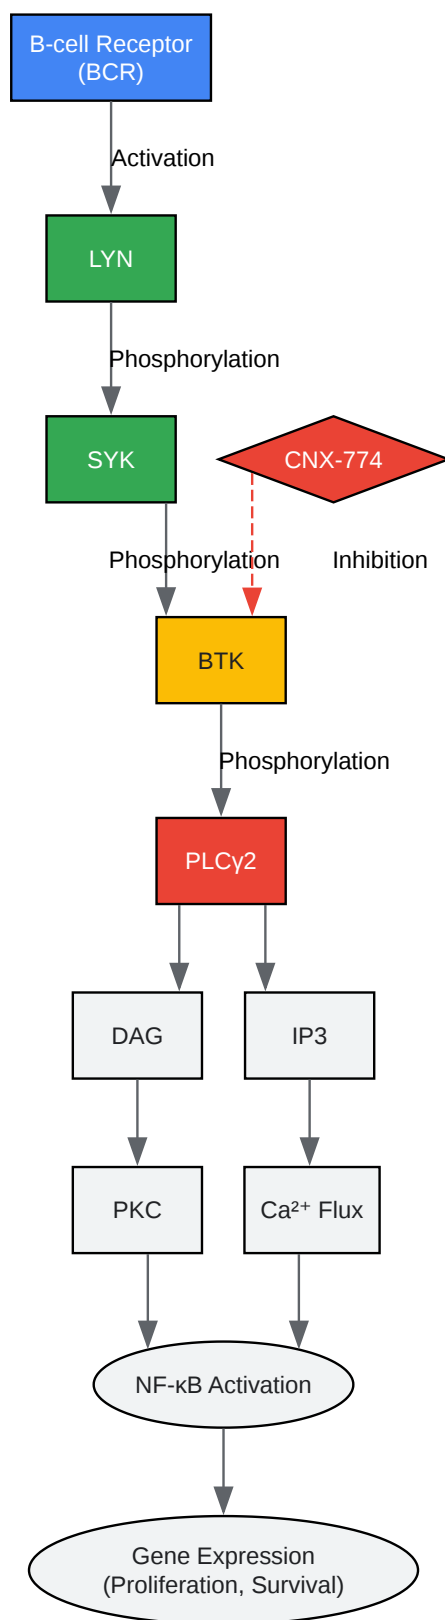 B-cell Receptor
(BCR)
Activation
LYN
Phosphorylation
SYK
CNX-774
Phosphorylation
Inhibition
BTK
Phosphorylation
PLCγ2
DAG
IP3
PKC
Ca²⁺ Flux
NF-κB Activation
Gene Expression
(Proliferation, Survival)